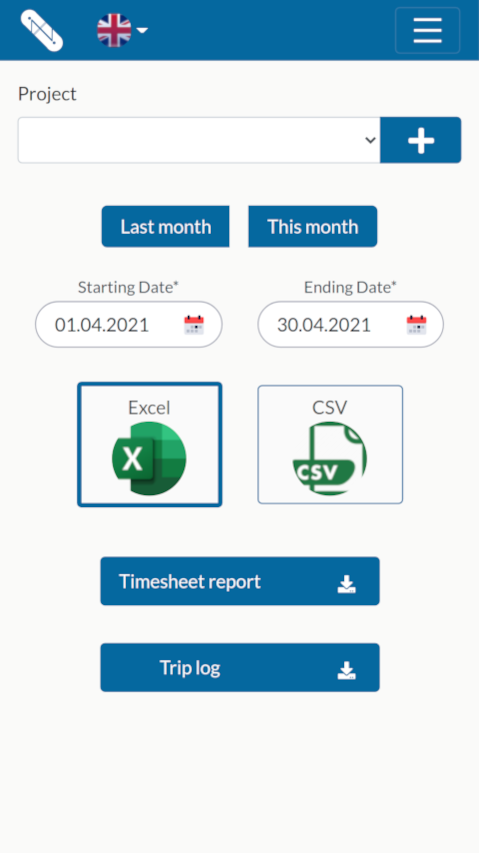 Project
Last month
This month
Starting Date*
Ending Date*
01.04.2021
30.04.2021
Excel
CSV
X
CSV
Timesheet report
Trip log